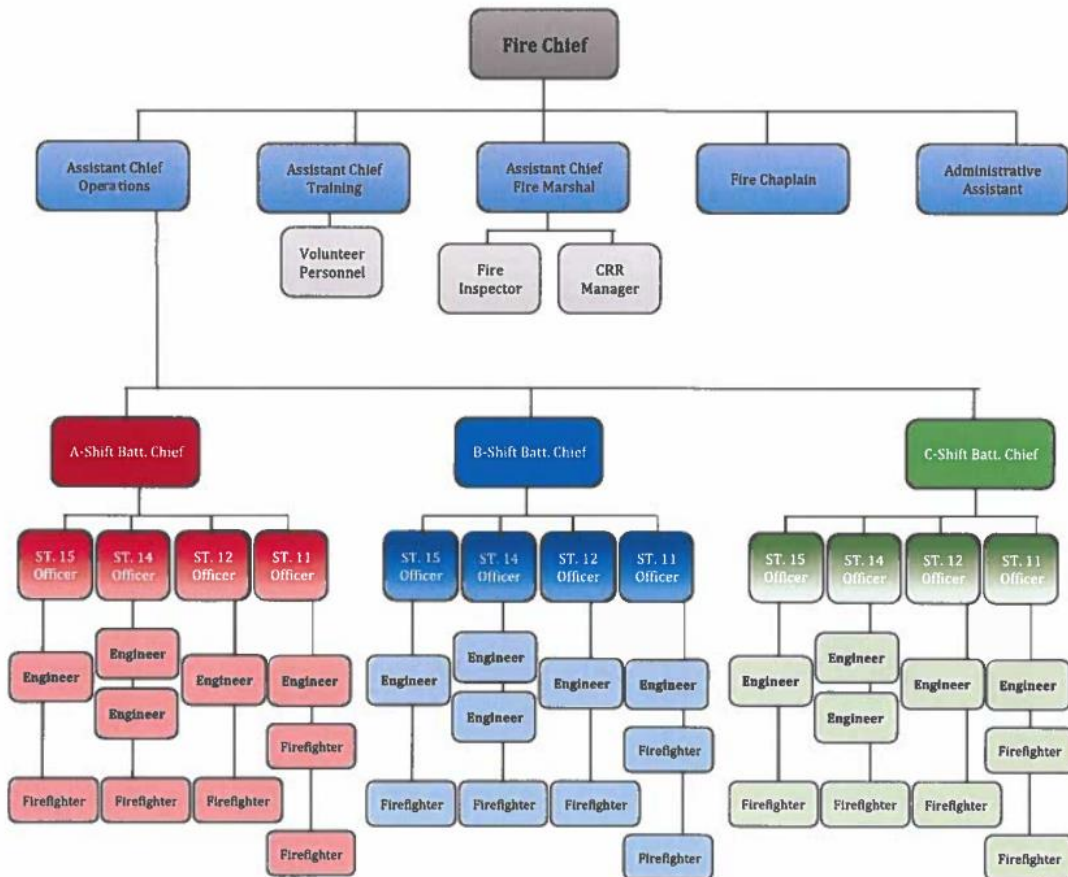 Fire Chief
Assistant Chief
Operations
Assistant Chief
Training
Assistant Chief
Fire Marshal
Fire Chaplain
Administrative
Assistant
Volunteer
Personnel
Fire
Inspector
CRR
Manager
A-Shift Batt. Chief
B-Shift Batt. Chief
C-Shift Batt. Chief
ST. 15
Officer
ST. 14
Officer
ST. 12
Officer
ST. 11
Officer
ST. 15
Officer
ST. 14
Officer
ST. 12
Officer
ST. 11
Officer
ST. 15
Officer
ST. 14
Officer
ST. 12
Officer
ST. 11
Officer
Engineer
Engineer
Engineer
Engineer
Engineer
Firefighter
Firefighter
Firefighter
Firefighter
Firefighter
Engineer
Engineer
Engineer
Engineer
Engineer
Firefighter
Firefighter
Firefighter
Firefighter
Firefighter
Engineer
Engineer
Engineer
Engineer
Engineer
Firefighter
Firefighter
Firefighter
Firefighter
Firefighter